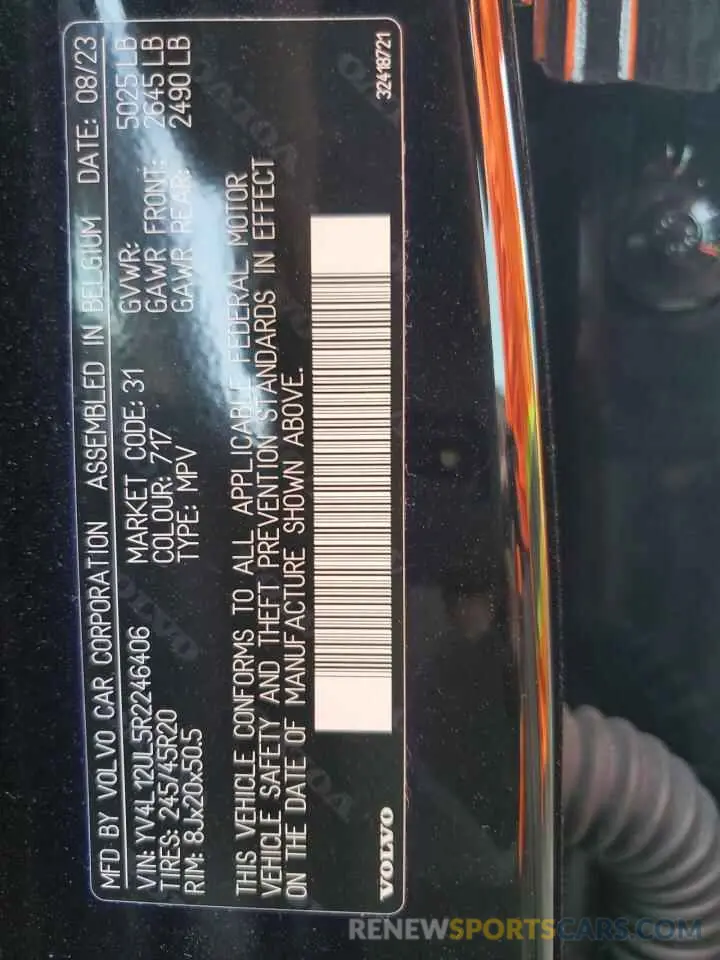 MFD BY VOLVO CAR CORPORATION ASSEMBLED IN BELGIUM DATE: 08/23
VIN: YV4L12UL5R2246406 MARKET CODE: 31 GVWR: 5025 LB
TIRES: 245/45R20 COLOUR: 717 GAWR FRONT: 2645 LB
RIM: 8Jx20x50.5 TYPE: MPV GAWR REAR: 2490 LB
THIS VEHICLE CONFORMS TO ALL APPLICABLE FEDERAL MOTOR
VEHICLE SAFETY AND THEFT PREVENTION STANDARDS IN EFFECT
ON THE DATE OF MANUFACTURE SHOWN ABOVE.
VOLVO 32418721
RENEWSPORTSCARS.COM